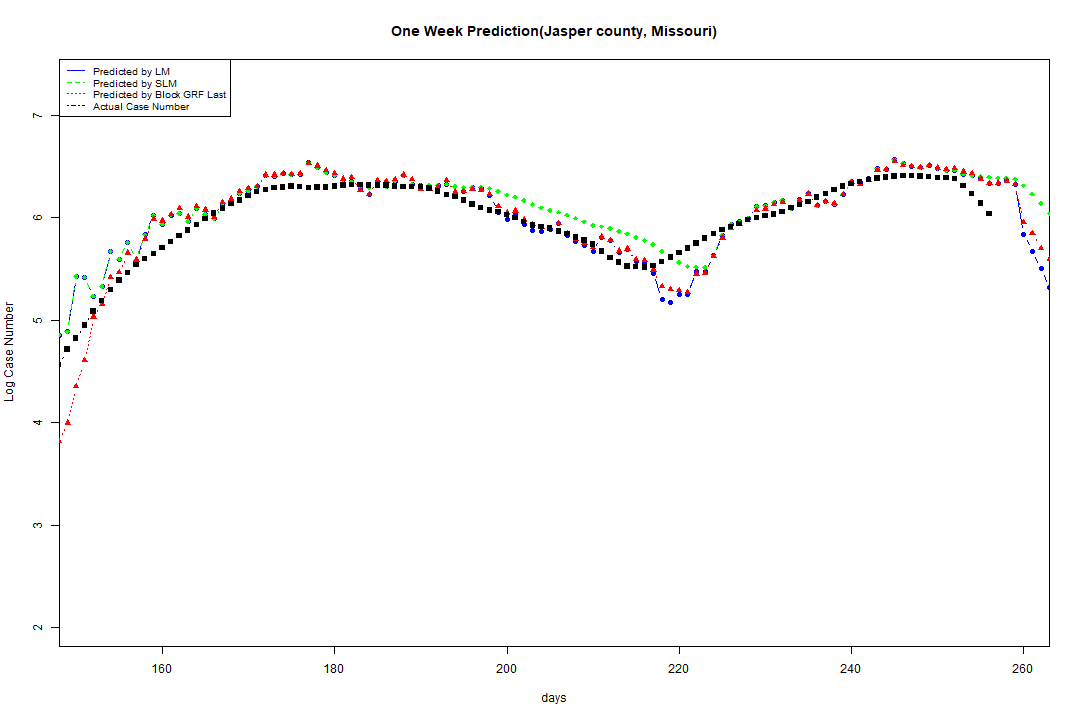 One Week Prediction(Jasper county, Missouri)
Predicted by LM
Predicted by SLM
Predicted by Block GRF Last
Actual Case Number
7
6
5
4
3
2
Log Case Number
160 180 200 220 240 260
days